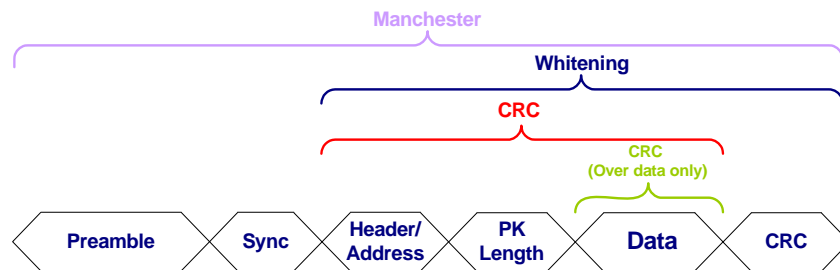 Manchester
Whitening
CRC
CRC
(Over data only)
Preamble
Sync
Header/
Address
PK
Length
Data
CRC